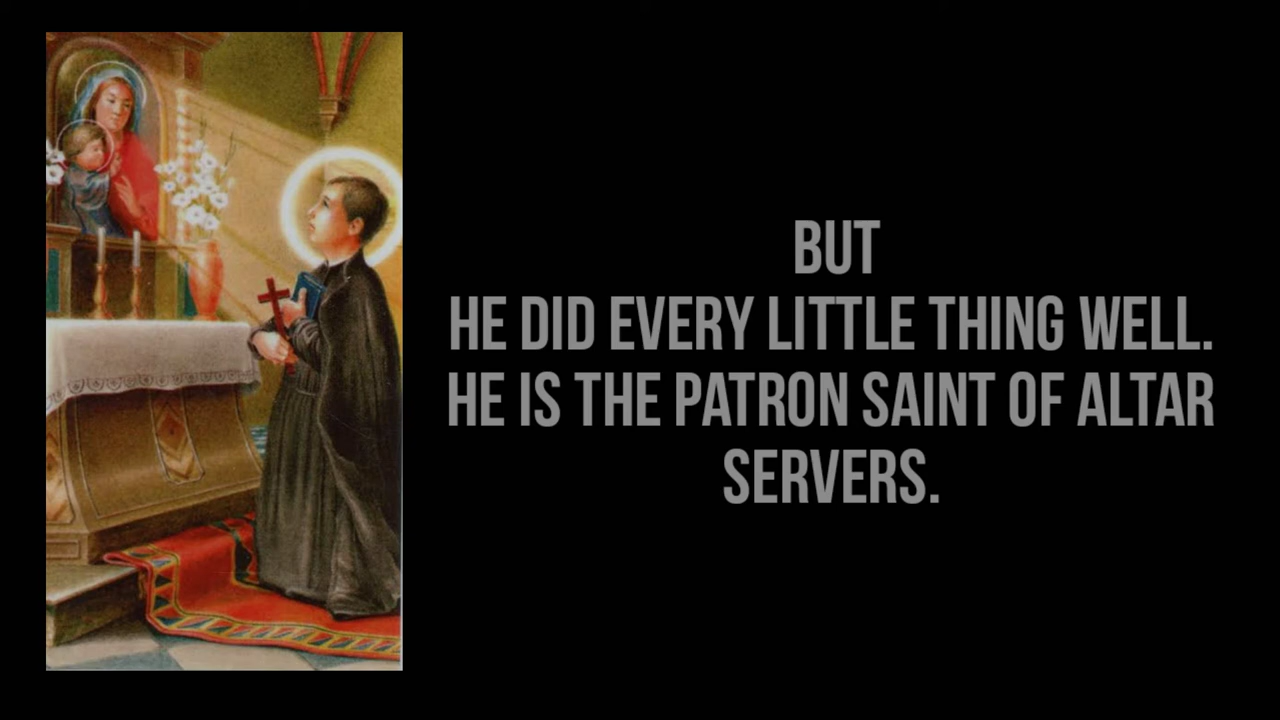 BUT
HE DID EVERY LITTLE THING WELL.
HE IS THE PATRON SAINT OF ALTAR
SERVERS.